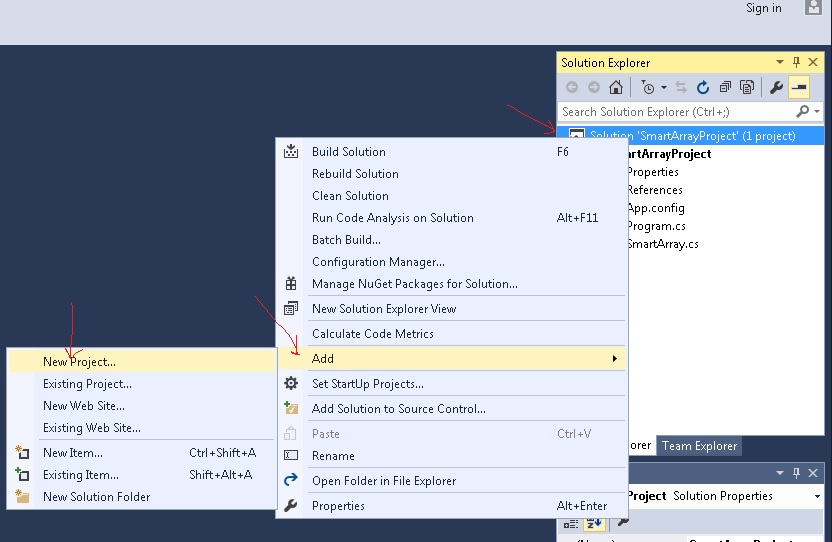 Sign in
Solution Explorer
Search Solution Explorer (Ctrl+;)
Solution 'SmartArrayProject' (1 project)
Build Solution F6
rtArrayProject
Rebuild Solution
roperties
Clean Solution
References
Run Code Analysis on Solution Alt+F11
App.config
Batch Build...
Program.cs
Configuration Manager...
SmartArray.cs
Manage NuGet Packages for Solution...
New Solution Explorer View
Calculate Code Metrics
Add
New Project...
Existing Project...
New Web Site...
Existing Web Site...
New Item... Ctrl+Shift+A
Existing Item... Shift+Alt+A
New Solution Folder
Set StartUp Projects...
Add Solution to Source Control...
Paste Ctrl+V
Rename
Open Folder in File Explorer
Properties Alt+Enter
orer Team Explorer
Project Solution Properties